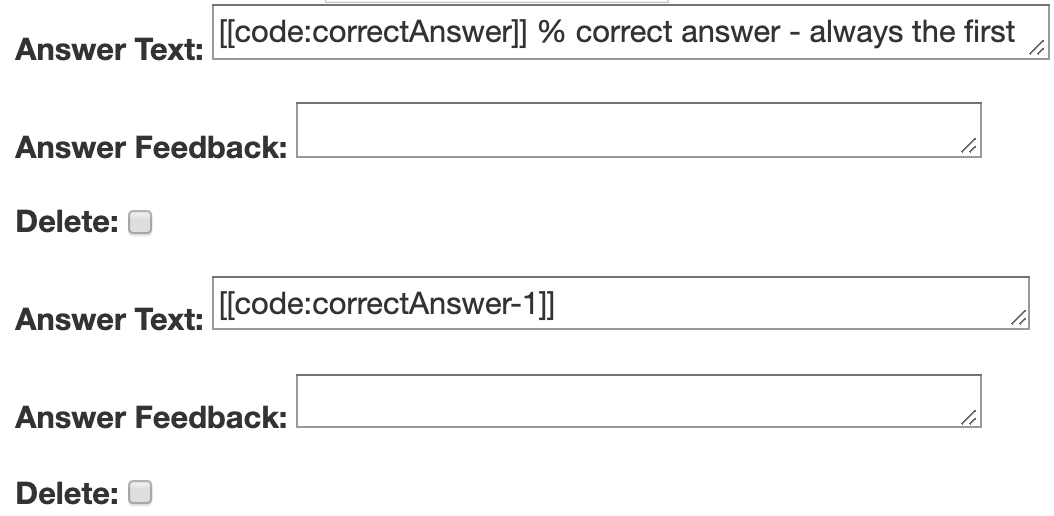 Answer Text: [[code:correctAnswer]] % correct answer - always the first
Answer Feedback:
Delete:
Answer Text: [[code:correctAnswer-1]]
Answer Feedback:
Delete: